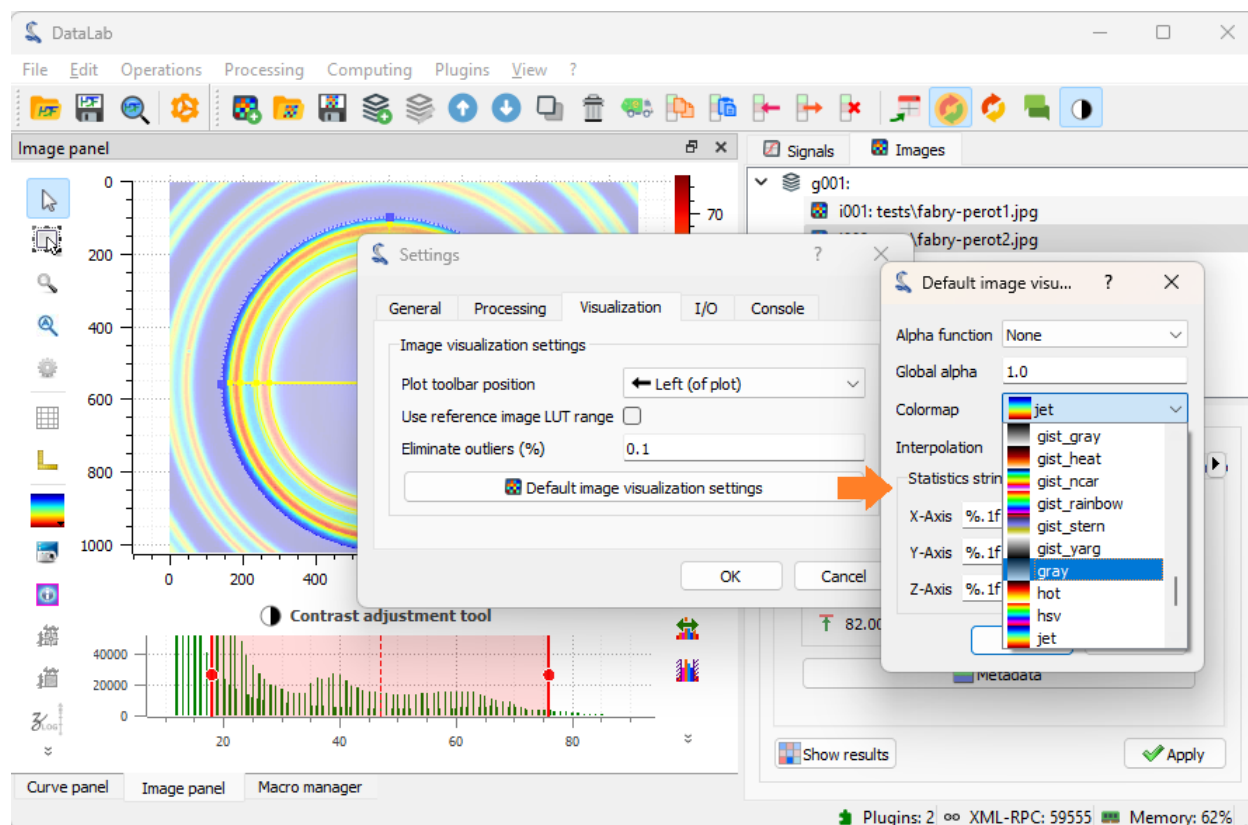 DataLab
File Edit Operations Processing Computing Plugins View ?
Image panel
Signals
Images
g001:
i001: tests\fabry-perot1.jpg
\fabry-perot2.jpg
0
200
400
600
800
1000
0
200
400
70
Settings
?
General
Processing
Visualization
I/O
Console
Image visualization settings
Plot toolbar position
Left (of plot)
Use reference image LUT range
Eliminate outliers (%)
0.1
Default image visualization settings
OK
Cancel
Default image visu...
?
Alpha function
None
Global alpha
1.0
Colormap
jet
Interpolation
gist_gray
gist_heat
gist_ncar
gist_rainbow
gist_stern
gist_yarg
gray
hot
hsv
jet
Statistics strin
X-Axis %.1f
Y-Axis %.1f
Z-Axis %.1f
82.00
Metadata
Contrast adjustment tool
40000
20000
0
20
40
60
80
LOG
Show results
Apply
Curve panel
Image panel
Macro manager
Plugins: 2
XML-RPC: 59555
Memory: 62%